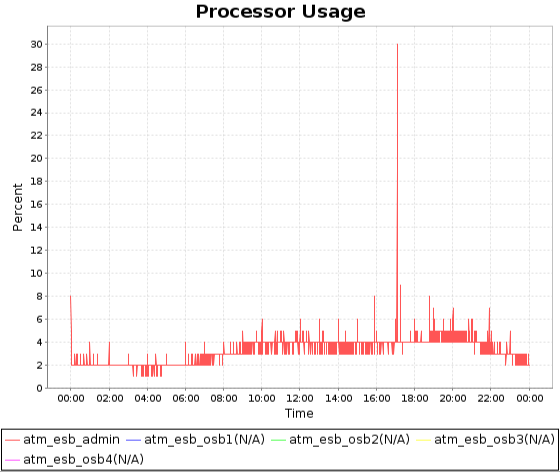 Processor Usage
Percent
30
28
26
24
22
20
18
16
14
12
10
8
6
4
2
0
00:00 02:00 04:00 06:00 08:00 10:00 12:00 14:00 16:00 18:00 20:00 22:00 00:00
Time
atm_esb_admin atm_esb_osb1(N/A) atm_esb_osb2(N/A) atm_esb_osb3(N/A)
atm_esb_osb4(N/A)